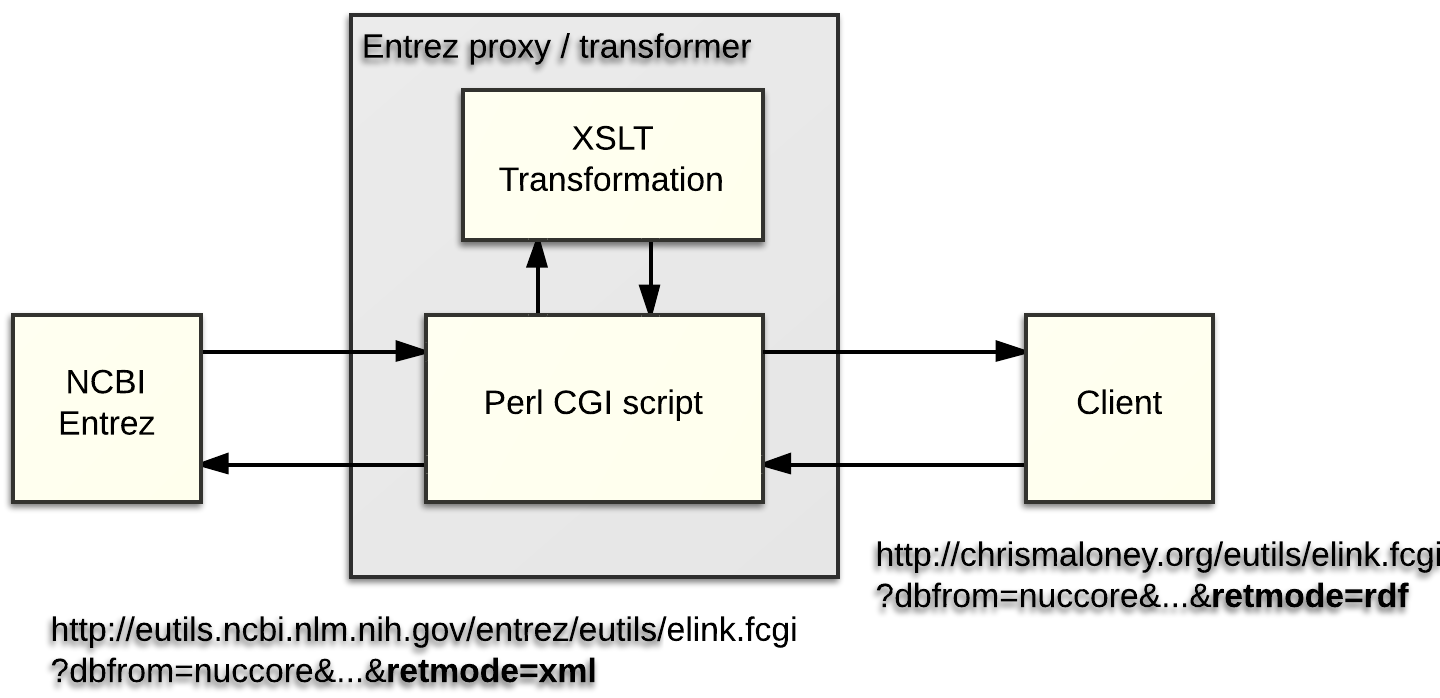 Entrez proxy / transformer
XSLT
Transformation
NCBI
Entrez
Perl CGI script
Client
http://chrismaloney.org/eutils/elink.fcgi
?dbfrom=nuccore&...&retmode=rdf
http://eutils.ncbi.nlm.nih.gov/entrez/eutils/elink.fcgi
?dbfrom=nuccore&...&retmode=xml